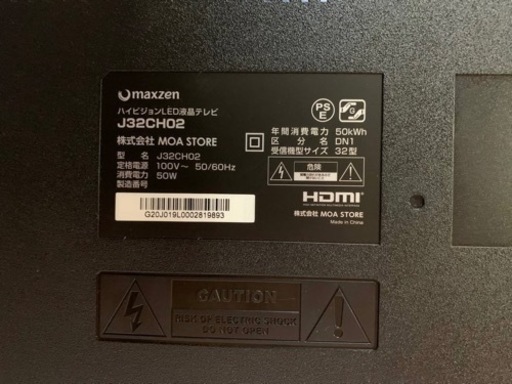 maxzen
ハイビジョンLED液晶テレビ
J32CH02
株式会社 MOA STORE
型 名 J32CH02
定格電源 100V～ 50/60Hz
消費電力 50W
製造番号
G20J019L0002819893
PS
E
年間消費電力 50kWh
区分名 DN1
受信機型サイズ 32型
危険
HDMI
株式会社 MOA STORE
Made in China
CAUTION
RISK OF ELECTRIC SHOCK
DO NOT OPEN